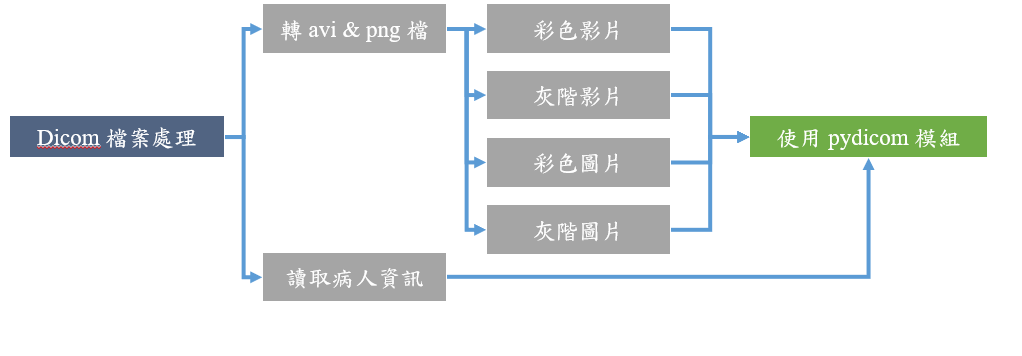 轉 avi & png 檔
彩色影片
灰階影片
Dicom 檔案處理
使用 pydicom 模組
彩色圖片
灰階圖片
讀取病人資訊